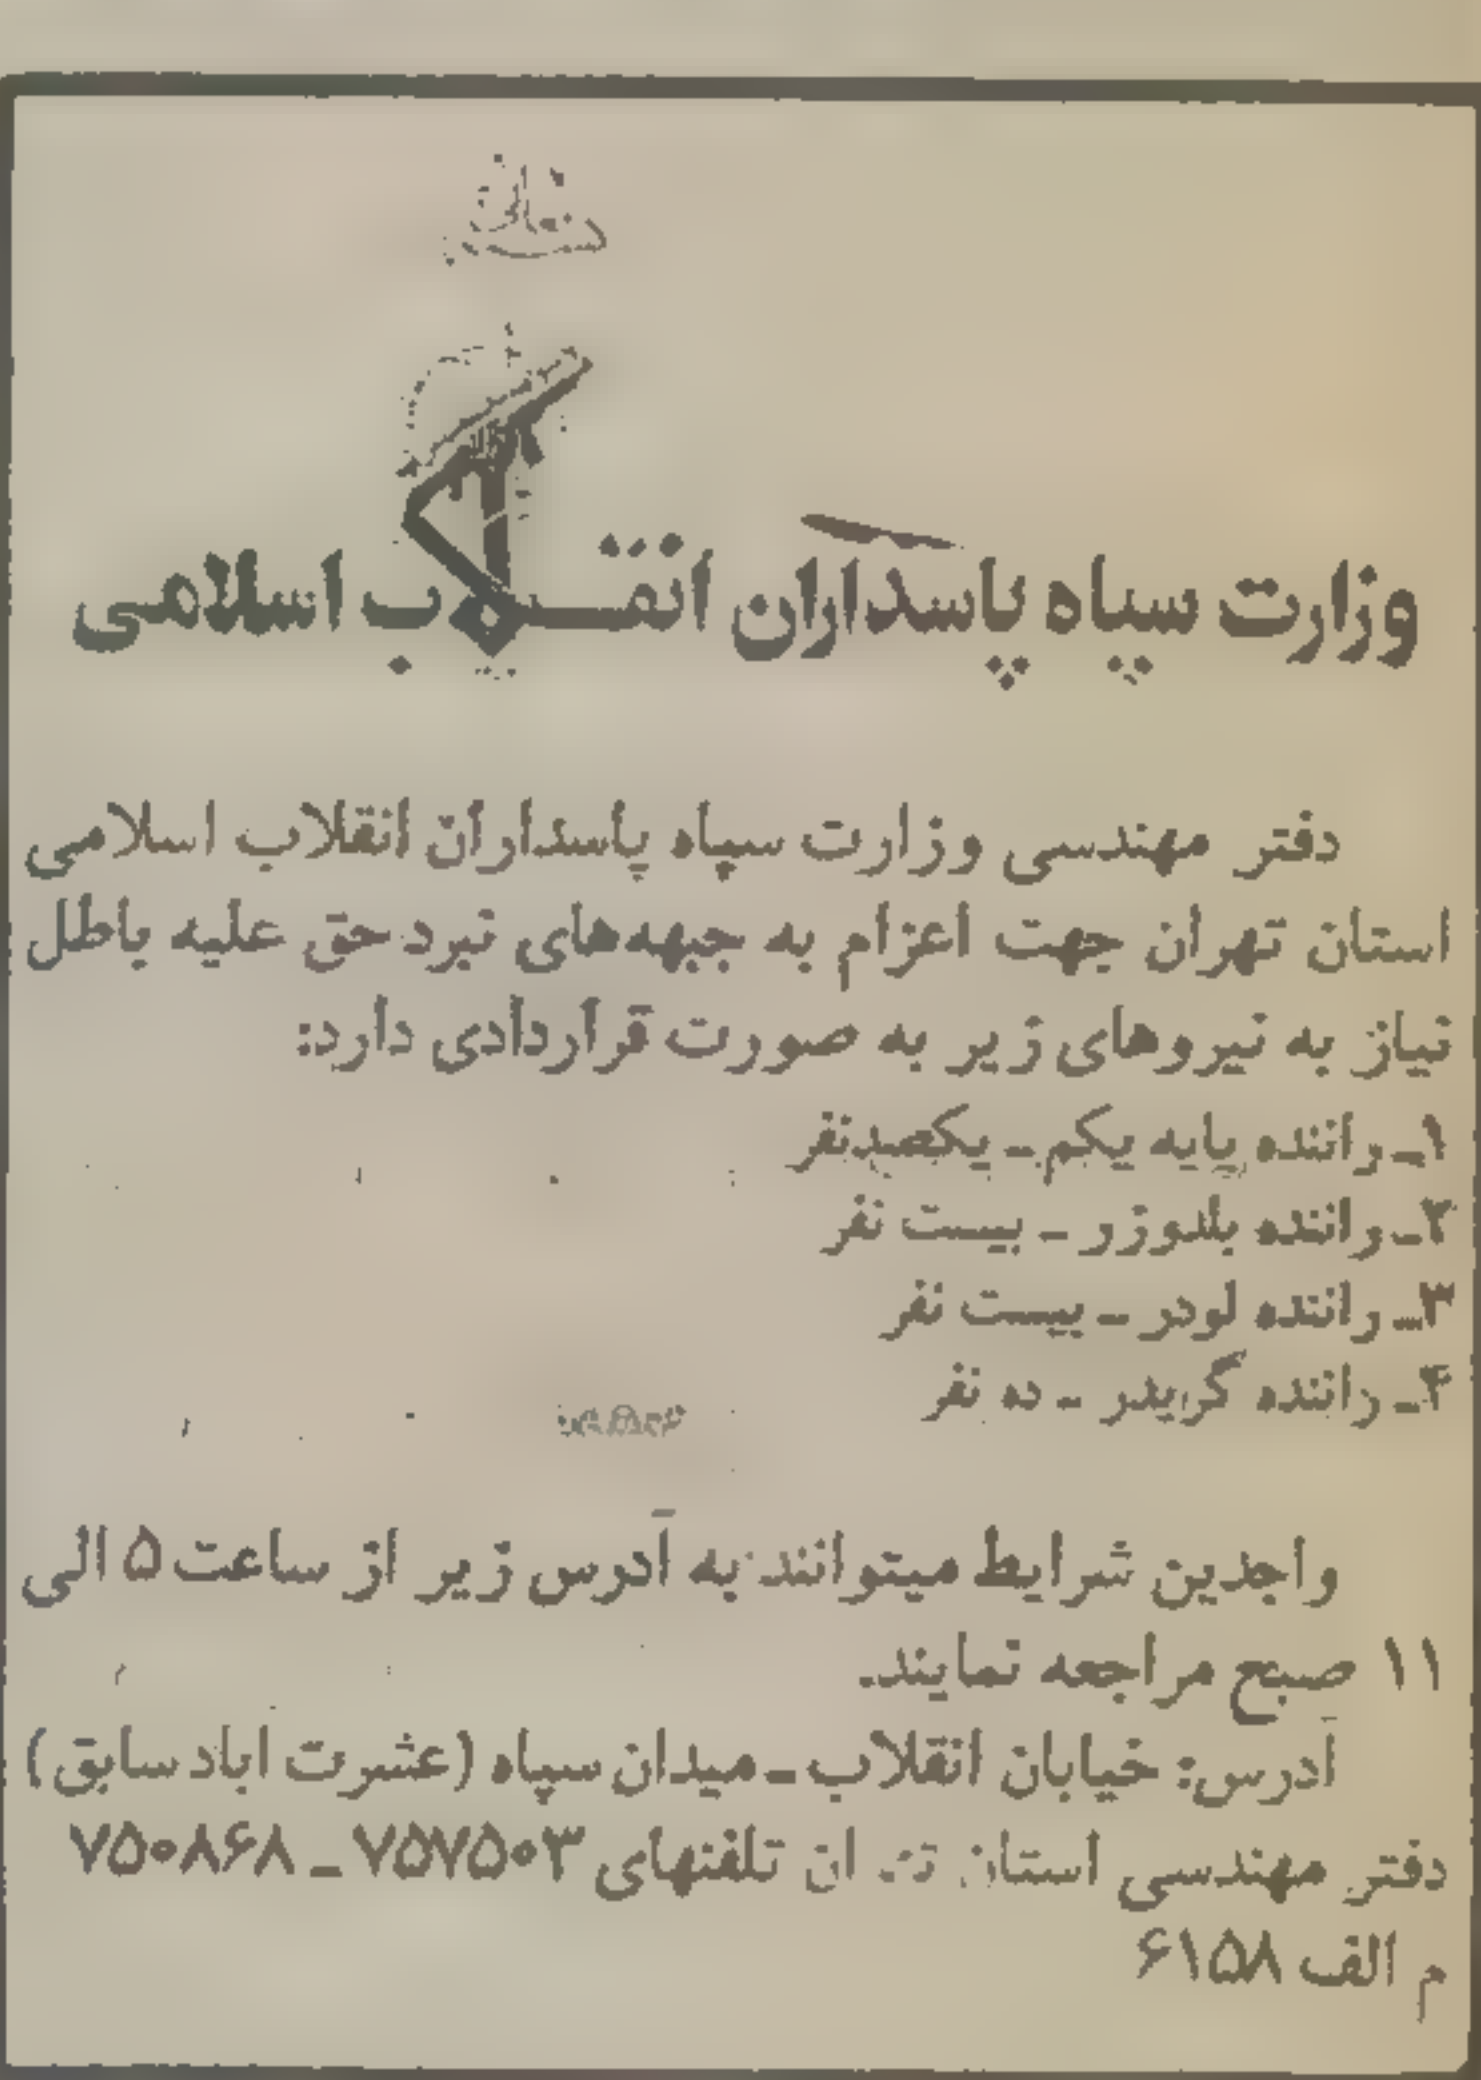 وزارت سپاه پاسداران انقلاب اسلامی
دفتر مهندسی وزارت سپاه پاسداران انقلاب اسلامی
استان تهران جهت اعزام به جبهه‌های نبرد حق علیه باطل
نیاز به نیروهای زیر به صورت قراردادی دارد:
۱ـ راننده پایه یکم ـ یکصدنفر
۲ـ راننده بلدوزر ـ بیست نفر
۳ـ راننده لودر ـ بیست نفر
۴ـ راننده گریدر ـ ده نفر
واجدین شرایط میتوانند به آدرس زیر از ساعت ۵ الی
۱۱ صبح مراجعه نمایند.
آدرس: خیابان انقلاب ـ میدان سپاه (عشرت اباد سابق)
دفتر مهندسی استان تهران تلفنهای ۷۵۷۵۰۳ ـ ۷۵۰۸۶۸
م الف ۶۱۵۸